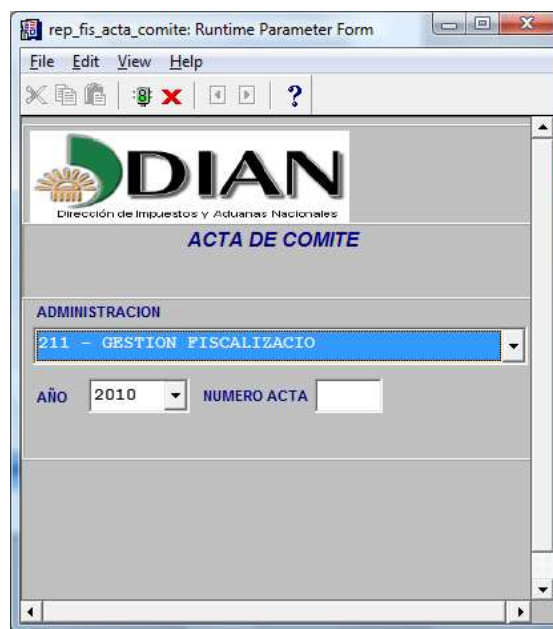 rep_fis_acta_comite: Runtime Parameter Form
File Edit View Help
?
DIAN
Dirección de Impuestos y Aduanas Nacionales
ACTA DE COMITE
ADMINISTRACION
211 - GESTION FISCALIZACIO
AÑO 2010 NUMERO ACTA